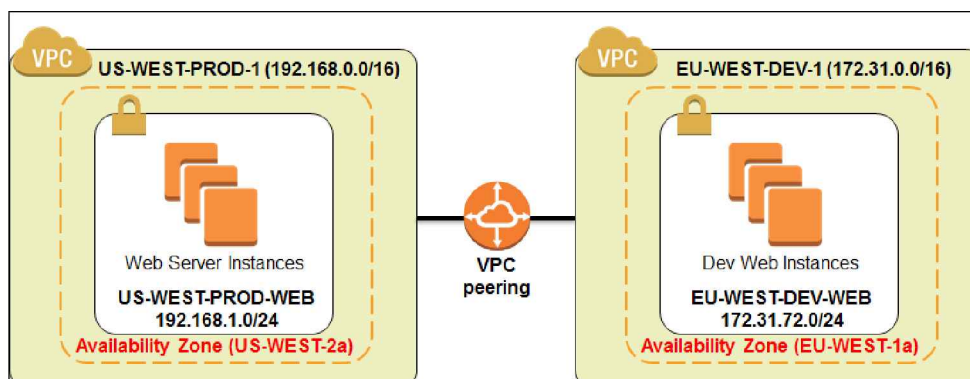 VPC
US-WEST-PROD-1 (192.168.0.0/16)
Web Server Instances
US-WEST-PROD-WEB
192.168.1.0/24
Availability Zone (US-WEST-2a)
VPC
peering
VPC
EU-WEST-DEV-1 (172.31.0.0/16)
Dev Web Instances
EU-WEST-DEV-WEB
172.31.72.0/24
Availability Zone (EU-WEST-1a)